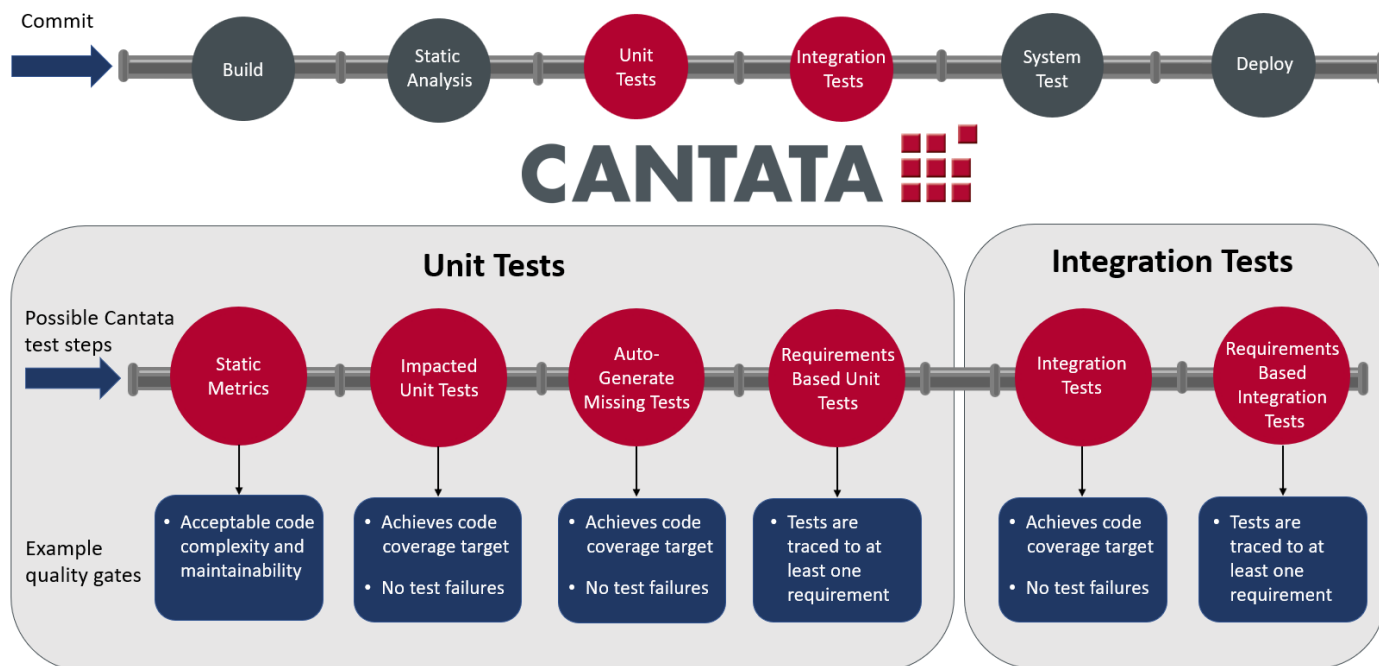 Commit
Build
Static
Analysis
Unit
Tests
Integration
Tests
System
Test
Deploy
CANTATA
Unit Tests
Integration Tests
Possible Cantata
test steps
Static
Metrics
Impacted
Unit Tests
Auto-
Generate
Missing Tests
Requirements
Based Unit
Tests
Integration
Tests
Requirements
Based
Integration
Tests
Example
quality gates
• Acceptable code
complexity and
maintainability
• Achieves code
coverage target
• No test failures
• Achieves code
coverage target
• No test failures
• Tests are
traced to at
least one
requirement
• Achieves code
coverage target
• No test failures
• Tests are
traced to at
least one
requirement